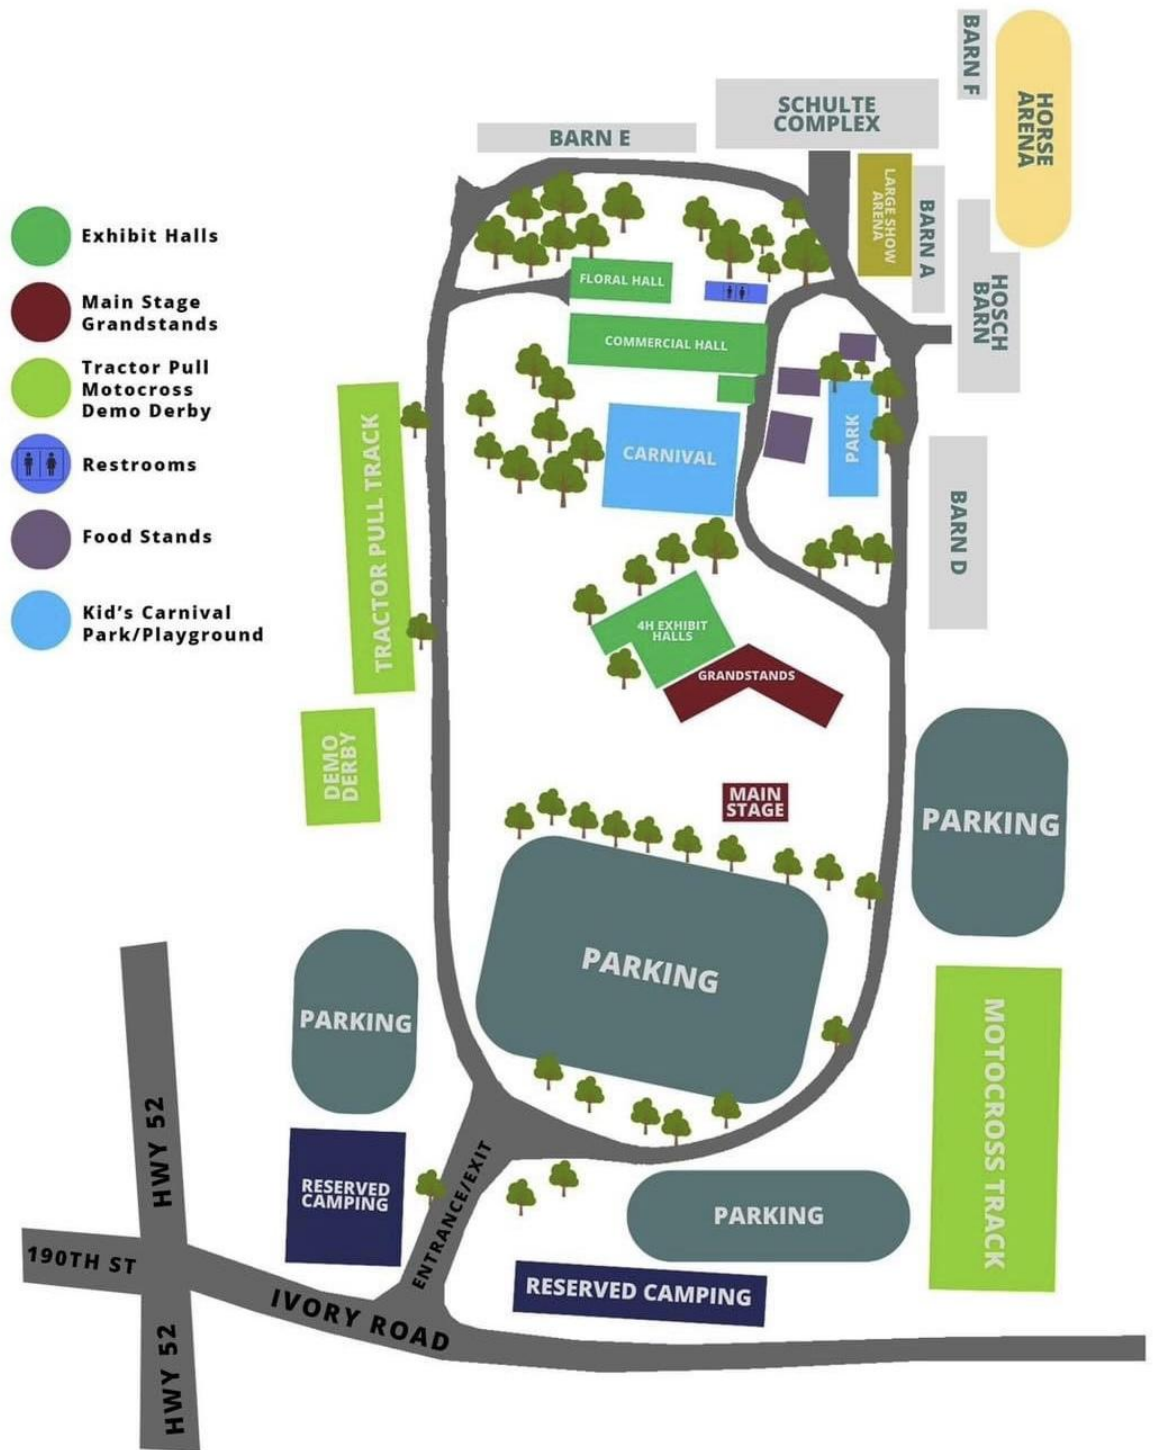 BARN F
HORSE
ARENA
SCHULTE
COMPLEX
BARN E
LARGE SHOW
ARENA
BARN A
HOSCH
BARN
Exhibit Halls
Main Stage
Grandstands
Tractor Pull
Motocross
Demo Derby
Restrooms
Food Stands
Kid's Carnival
Park/Playground
FLORAL HALL
COMMERCIAL HALL
CARNIVAL
PARK
TRACTOR PULL TRACK
BARN D
4H EXHIBIT
HALLS
GRANDSTANDS
DEMO
DERBY
MAIN
STAGE
PARKING
PARKING
PARKING
MOTOCROSS TRACK
HWY 52
RESERVED
CAMPING
ENTRANCE/EXIT
PARKING
190TH ST
IVORY ROAD
RESERVED CAMPING
HWY 52